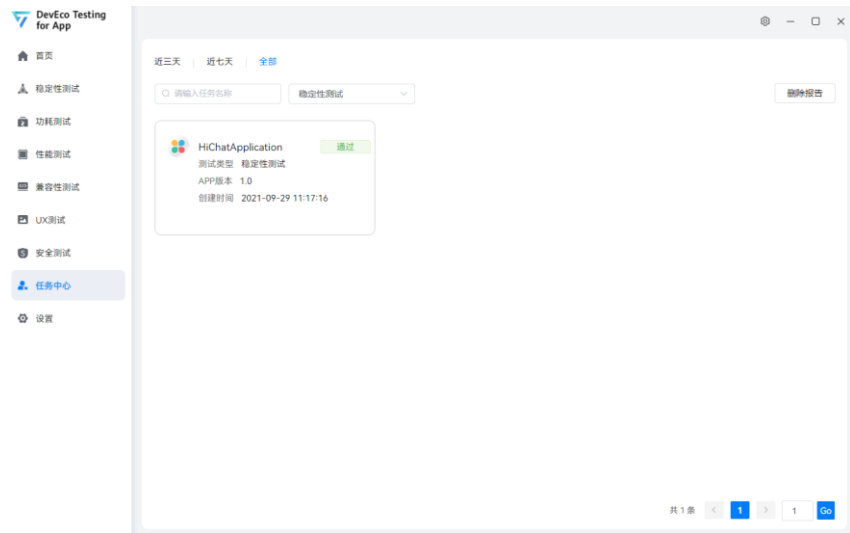 DevEco Testing
for App
首页
稳定性测试
功耗测试
性能测试
兼容性测试
UX测试
安全测试
任务中心
设置
近三天 近七天 全部
请输入任务名称 稳定性测试 删除报告
HiChatApplication 通过
测试类型 稳定性测试
APP版本 1.0
创建时间 2021-09-29 11:17:16
共 1 条 < 1 > 1 Go